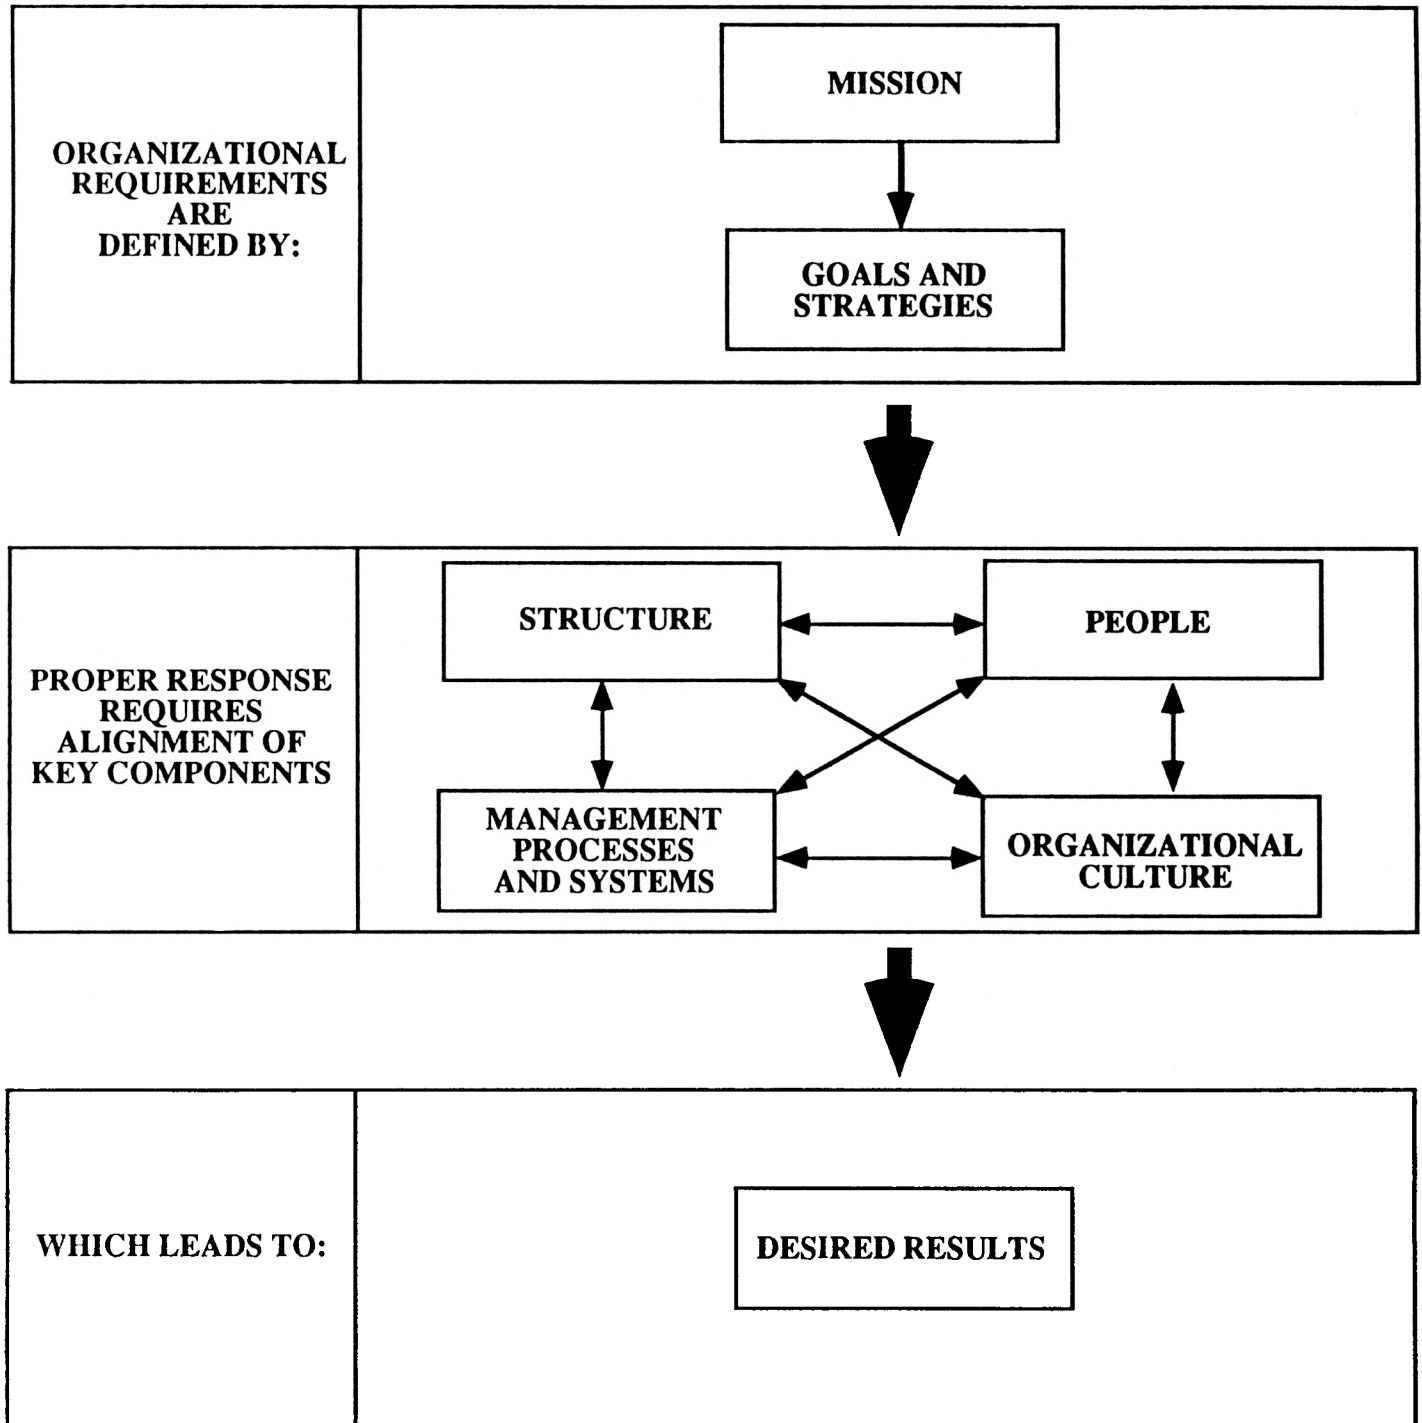 MISSION
ORGANIZATIONAL
REQUIREMENTS
ARE
DEFINED BY:
GOALS AND
STRATEGIES
STRUCTURE
PEOPLE
PROPER RESPONSE
REQUIRES
ALIGNMENT OF
KEY COMPONENTS
MANAGEMENT
PROCESSES
AND SYSTEMS
ORGANIZATIONAL
CULTURE
WHICH LEADS TO:
DESIRED RESULTS